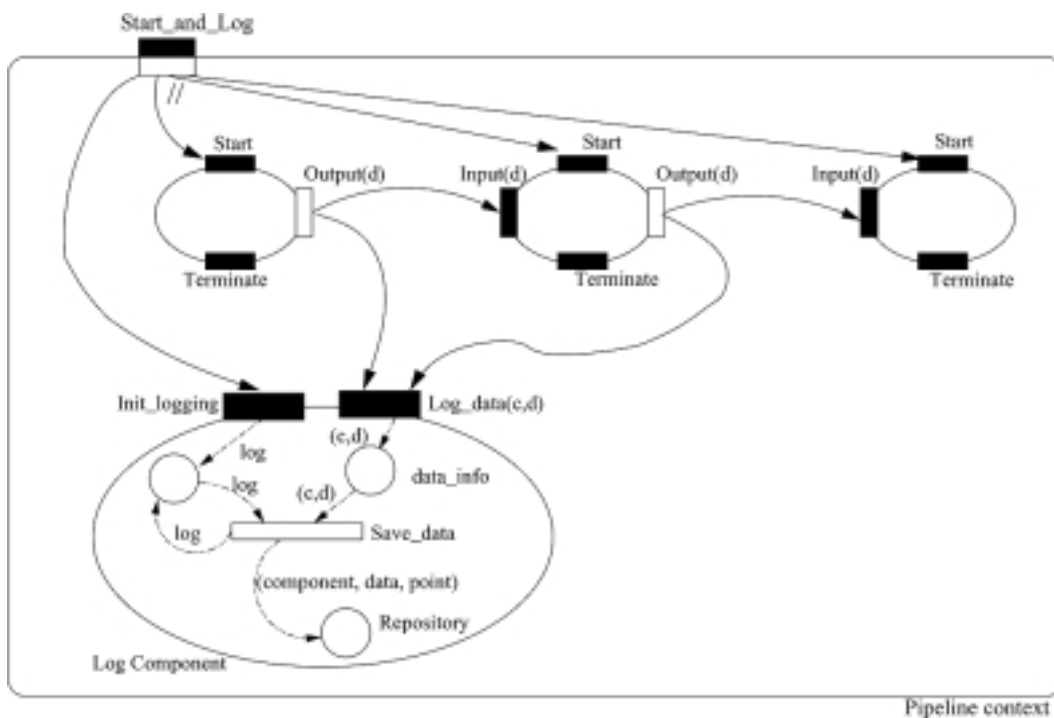 Start_and_Log
//
Start
Start
Start
Output(d)
Input(d)
Output(d)
Input(d)
Terminate
Terminate
Terminate
Init_logging
Log_data(c,d)
log
(c,d)
log
data_info
(c,d)
log
Save_data
(component, data, point)
Repository
Log Component
Pipeline context